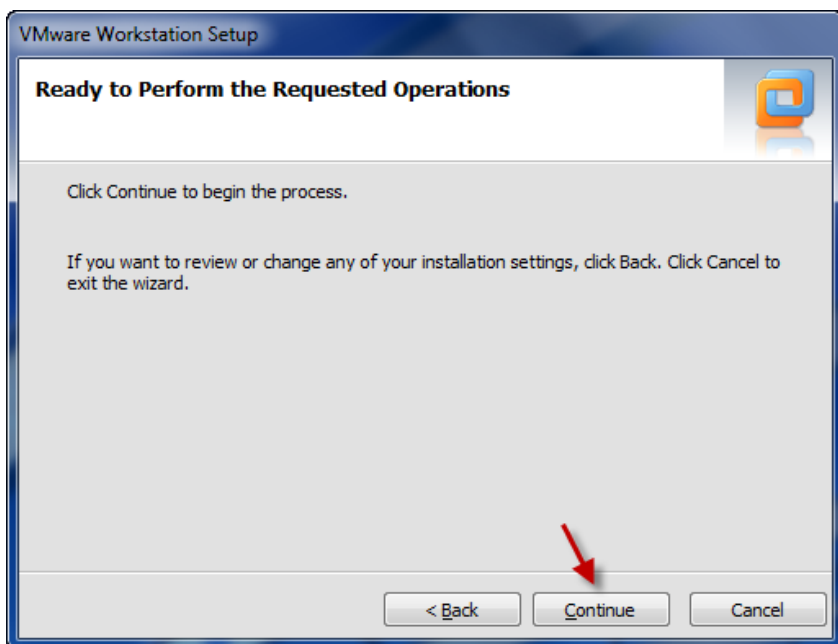 VMware Workstation Setup
Ready to Perform the Requested Operations
Click Continue to begin the process.
If you want to review or change any of your installation settings, click Back. Click Cancel to
exit the wizard.
< Back Continue Cancel